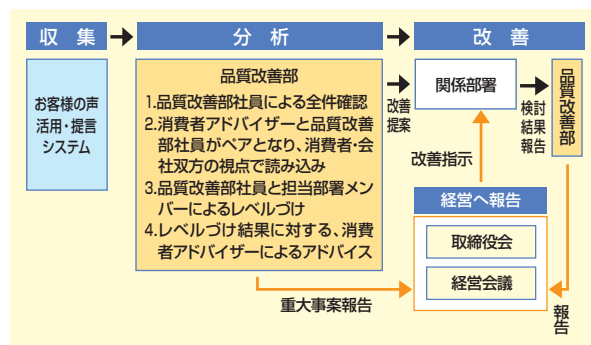 収 集
分 析
改 善
お客様の声
活用・提言
システム
品質改善部
1.品質改善部社員による全件確認
2.消費者アドバイザーと品質改善
部社員がペアとなり、消費者・会
社双方の視点で読み込み
3.品質改善部社員と担当部署メン
バーによるレベルづけ
4.レベルづけ結果に対する、消費
者アドバイザーによるアドバイス
改善
提案
関係部署
検討
結果
報告
品質改善部
改善指示
経営へ報告
取締役会
経営会議
重大事案報告
報告